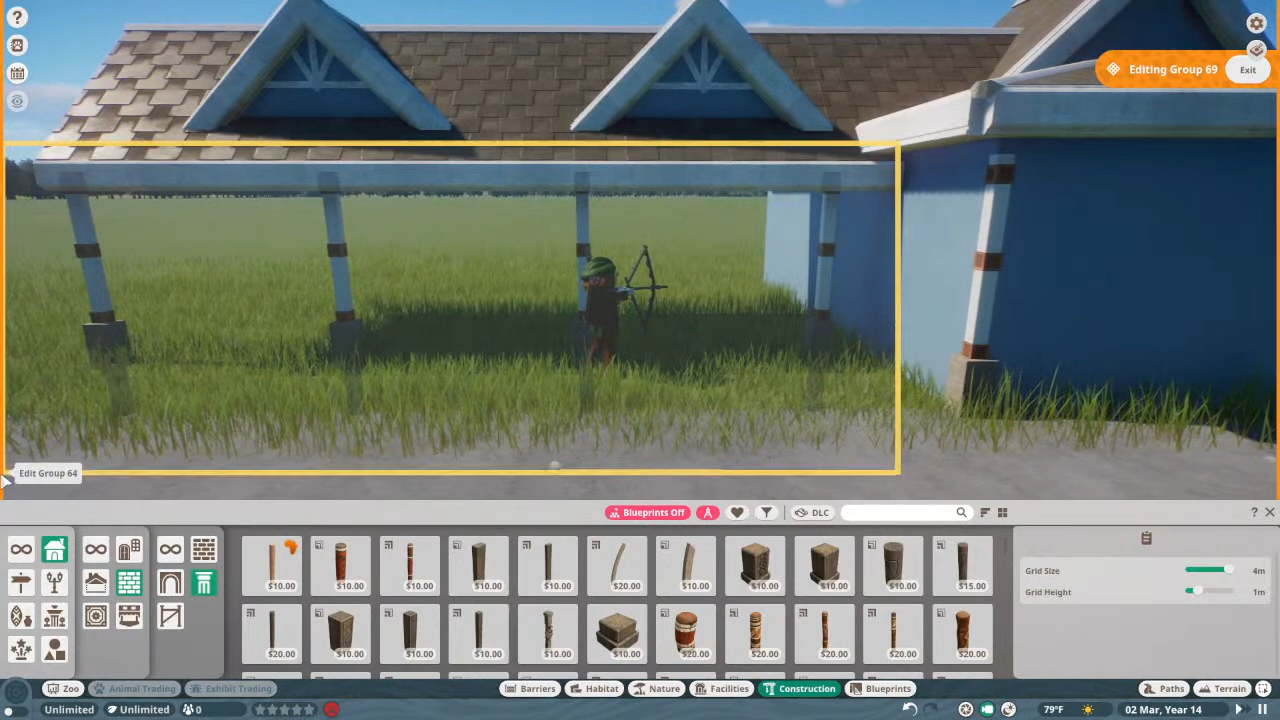 ?
Editing Group 69
Exit
Edit Group 64
Blueprints Off
DLC
? ×
$10.00 $10.00 $10.00 $10.00 $10.00 $20.00 $10.00 $10.00 $10.00 $10.00 $15.00
$20.00 $10.00 $10.00 $10.00 $10.00 $10.00 $20.00 $20.00 $20.00 $20.00 $20.00
Grid Size 4m
Grid Height 1m
Zoo Animal Trading Exhibit Trading Barriers Habitat Nature Facilities Construction Blueprints Paths Terrain
Unlimited Unlimited 0 79°F 02 Mar, Year 14